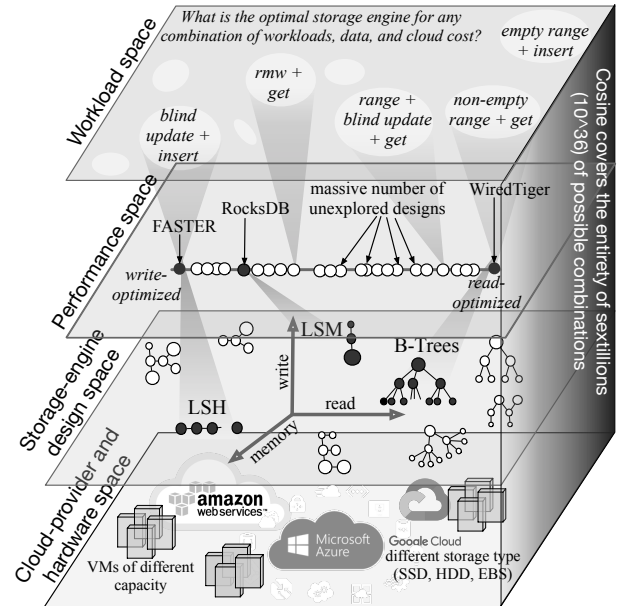 What is the optimal storage engine for any
combination of workloads, data, and cloud cost?
empty range +
insert
rmw +
get
range +
blind update +
get
non-empty
range + get
blind
update +
insert
Workload space
massive number of
unexplored designs
WiredTiger
RocksDB
FASTER
write-
optimized
read-
optimized
Performance space
LSM
B-Trees
write
read
memory
LSH
Storage-engine
design space
amazon
webservices™
Microsoft
Azure
Google Cloud
different storage type
(SSD, HDD, EBS)
VMs of different
capacity
Cloud-provider and
hardware space
Cosine covers the entirety of sextillions
(10^36) of possible combinations